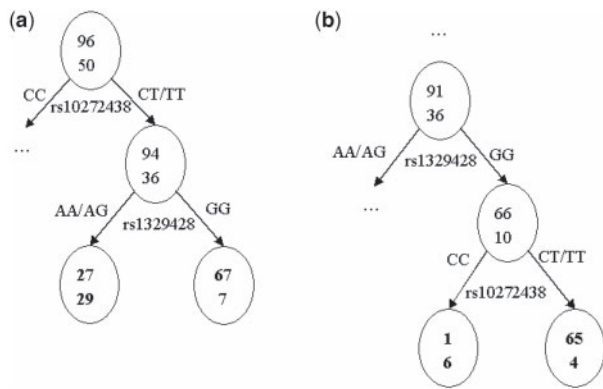 (a)
96
50
CC
CT/TT
rs10272438
...
94
36
AA/AG
GG
rs1329428
27
29
67
7
(b)
...
91
36
AA/AG
GG
rs1329428
...
66
10
CC
CT/TT
rs10272438
1
6
65
4